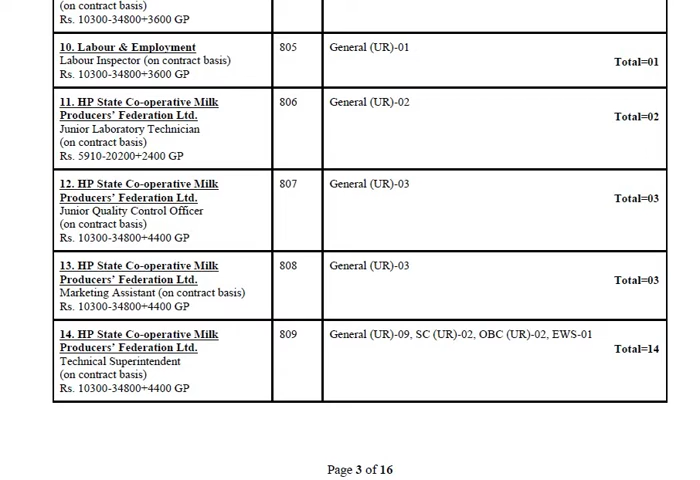 (on contract basis)
Rs. 10300-34800+3600 GP
10. Labour & Employment
Labour Inspector (on contract basis)
Rs. 10300-34800+3600 GP
805
General (UR)-01
Total=01
11. HP State Co-operative Milk
Producers' Federation Ltd.
Junior Laboratory Technician
(on contract basis)
Rs. 5910-20200+2400 GP
806
General (UR)-02
Total=02
12. HP State Co-operative Milk
Producers' Federation Ltd.
Junior Quality Control Officer
(on contract basis)
Rs. 10300-34800+4400 GP
807
General (UR)-03
Total=03
13. HP State Co-operative Milk
Producers' Federation Ltd.
Marketing Assistant (on contract basis)
Rs. 10300-34800+4400 GP
808
General (UR)-03
Total=03
14. HP State Co-operative Milk
Producers' Federation Ltd.
Technical Superintendent
(on contract basis)
Rs. 10300-34800+4400 GP
809
General (UR)-09, SC (UR)-02, OBC (UR)-02, EWS-01
Total=14
Page 3 of 16